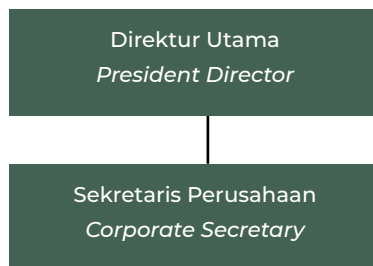 Direktur Utama
President Director
Sekretaris Perusahaan
Corporate Secretary